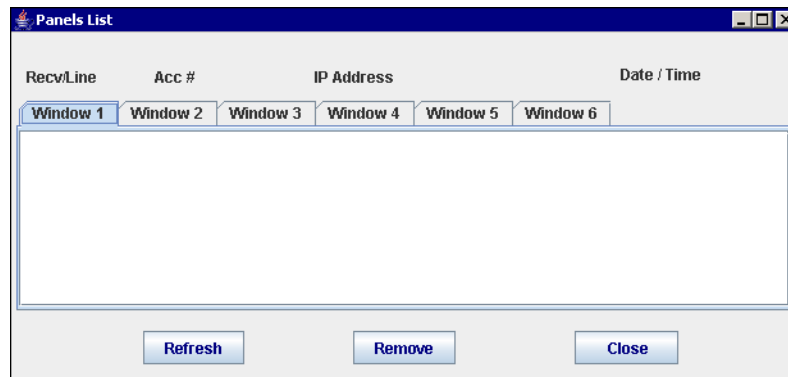 Panels List
Recv/Line Acc # IP Address Date / Time
Window 1 Window 2 Window 3 Window 4 Window 5 Window 6
Refresh Remove Close